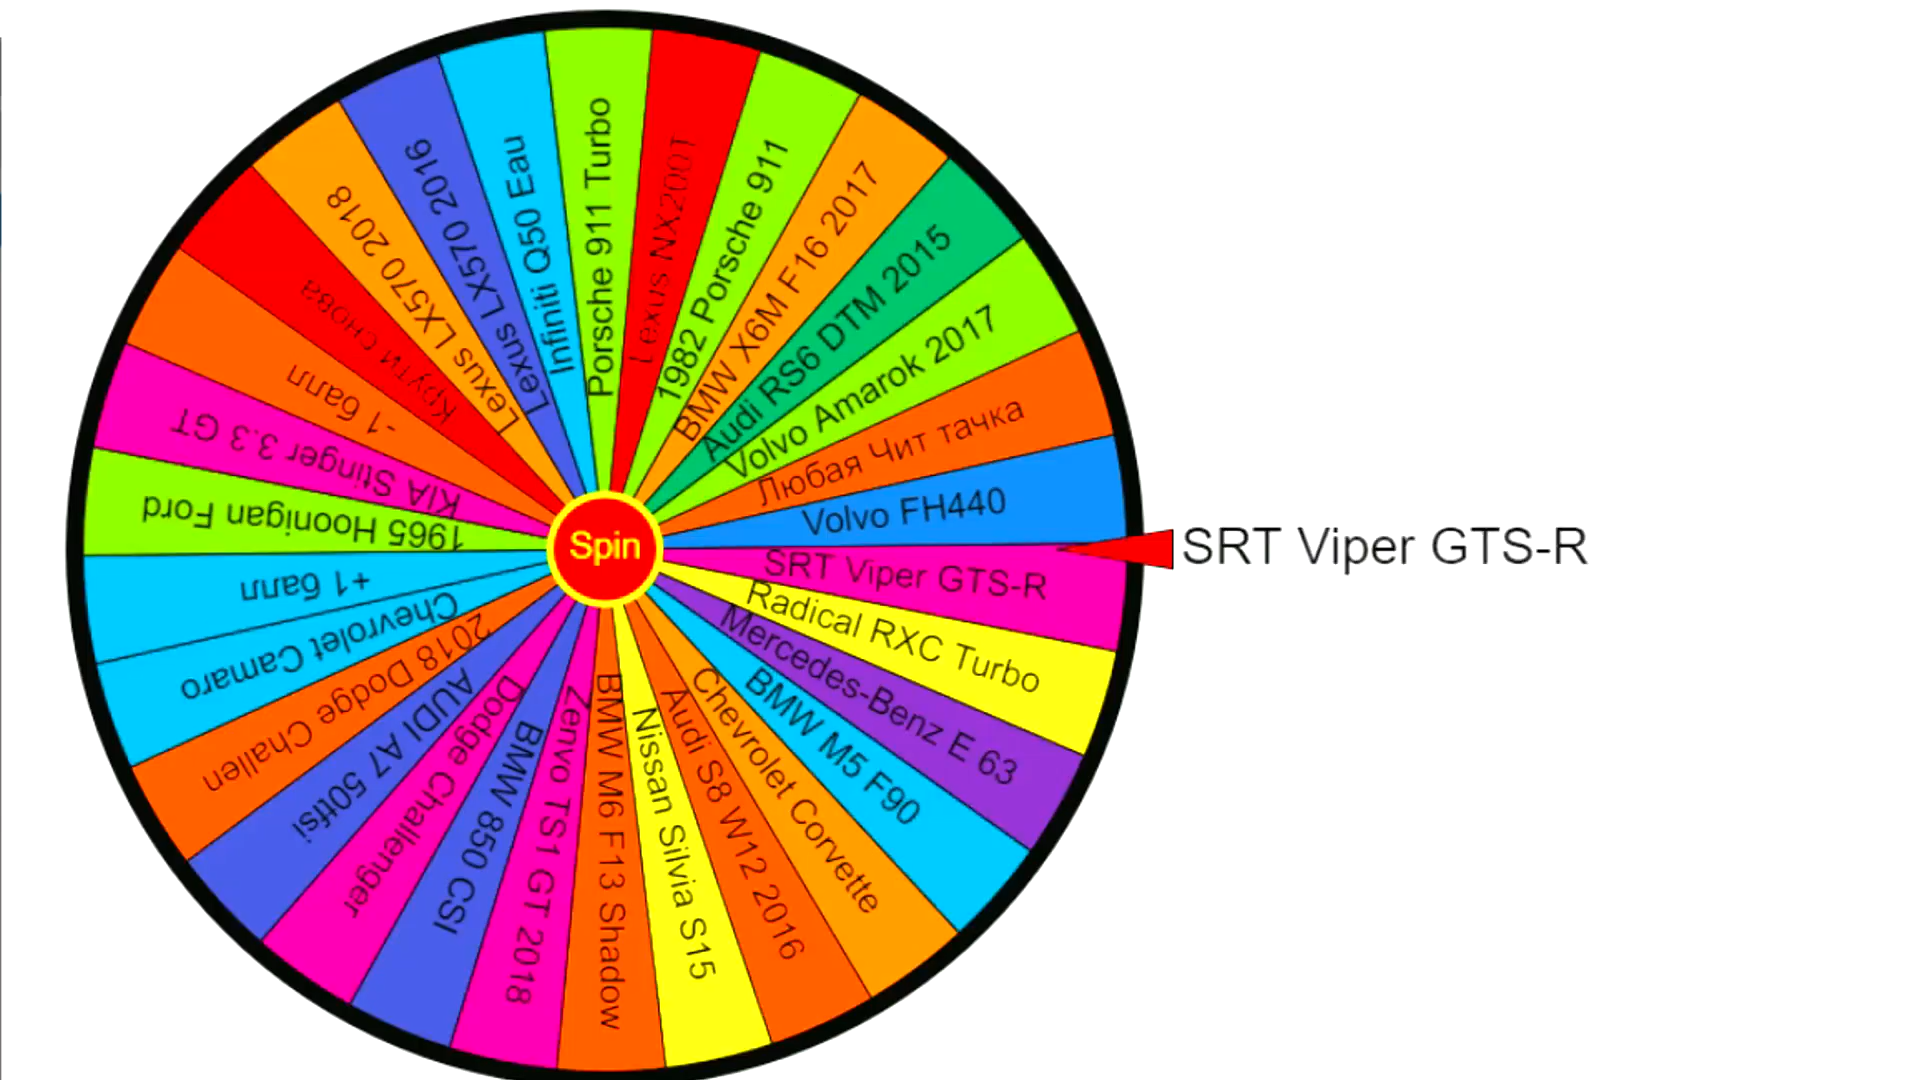 Porsche 911 Turbo
Lexus NX200T
1982 Porsche 911
BMW X6M F16 2017
Audi RS6 DTM 2015
Volvo Amarok 2017
Любая Чит тачка
Volvo FH440
SRT Viper GTS-R
Radical RXC Turbo
Mercedes-Benz E 63
BMW M5 F90
Chevrolet Corvette
Audi S8 W12 2016
Nissan Silvia S15
BMW M6 F13 Shadow
Zenvo TS1 GT 2018
BMW 850 CSI
Dodge Challenger
AUDI A7 50tfsi
2018 Dodge Challen
Chevrolet Camaro
+1 балл
1965 Hoonigan Ford
KIA Stinger 3.3 GT
-1 балл
Крути снова
Lexus LX570 2018
Lexus LX570 2016
Infiniti Q50 Eau
Spin
SRT Viper GTS-R